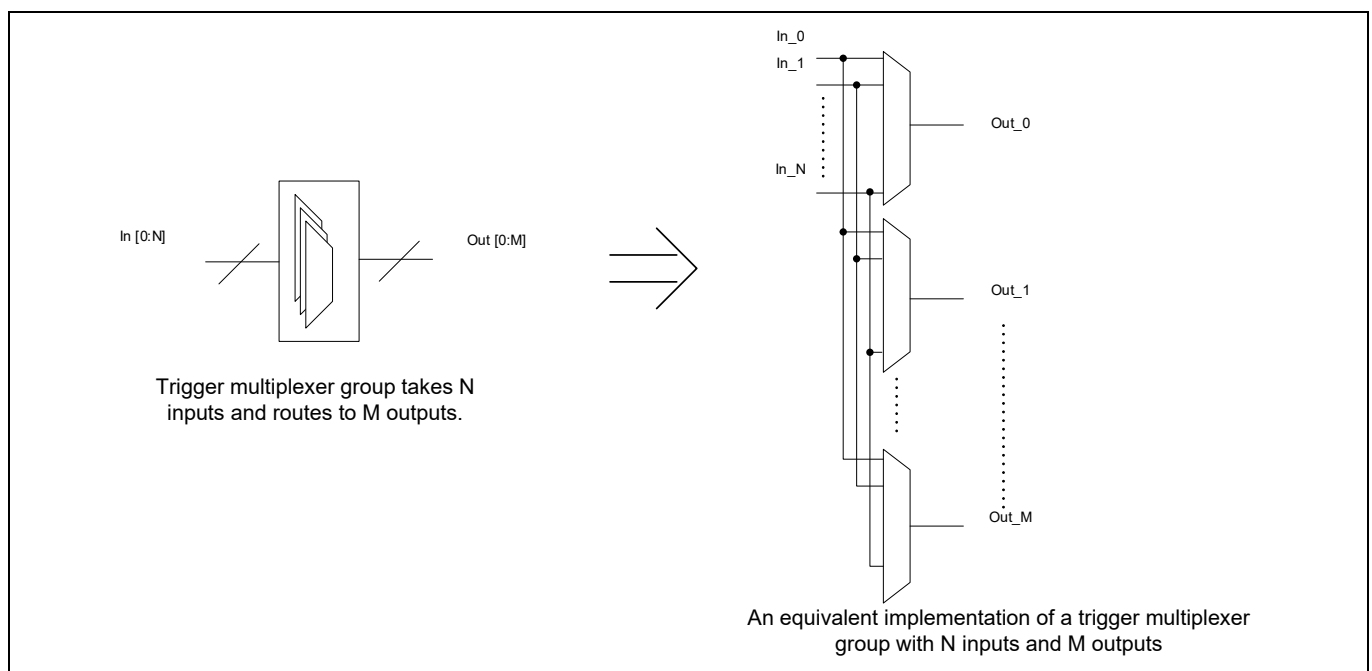 In [0:N]
Out [0:M]
Trigger multiplexer group takes N
inputs and routes to M outputs.
In_0
In_1
In_N
Out_0
Out_1
Out_M
An equivalent implementation of a trigger multiplexer
group with N inputs and M outputs